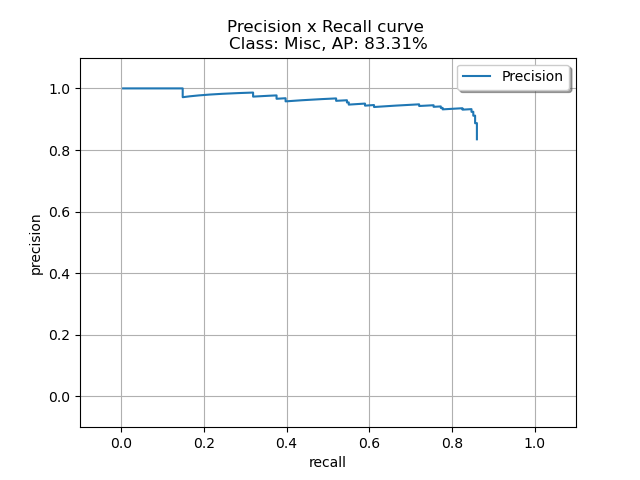 Precision x Recall curve
Class: Misc, AP: 83.31%
Precision
1.0
0.8
0.6
0.4
0.2
0.0
precision
0.0 0.2 0.4 0.6 0.8 1.0
recall